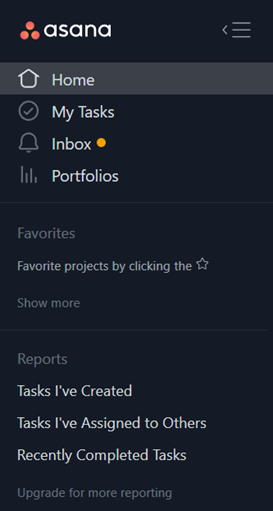 asana
Home
My Tasks
Inbox
Portfolios
Favorites
Favorite projects by clicking the
Show more
Reports
Tasks I've Created
Tasks I've Assigned to Others
Recently Completed Tasks
Upgrade for more reporting